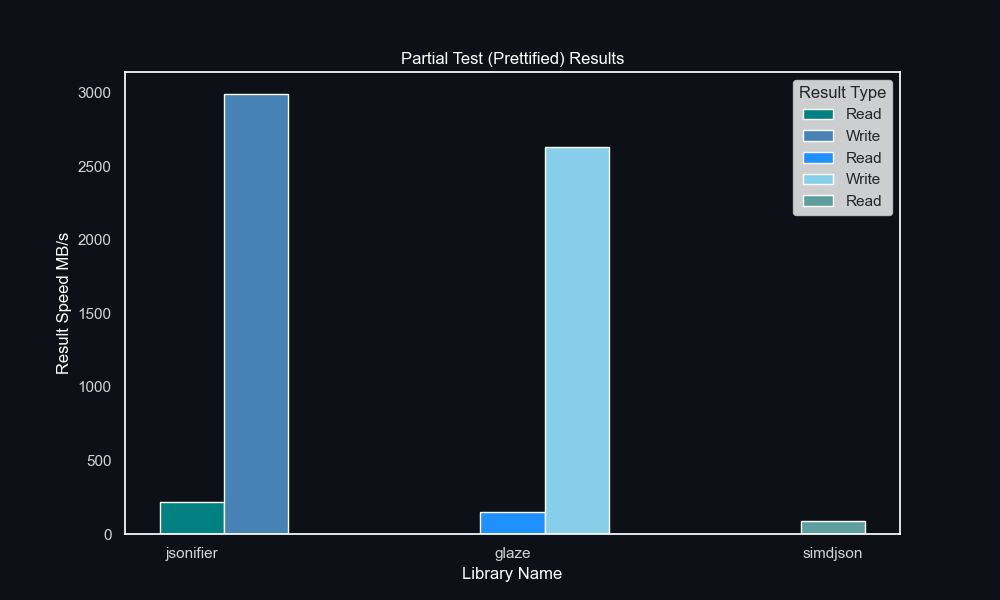 Partial Test (Prettified) Results
Result Type
Read
Write
Read
Write
Read
3000
2500
2000
1500
1000
500
0
Result Speed MB/s
jsonifier
glaze
simdjson
Library Name